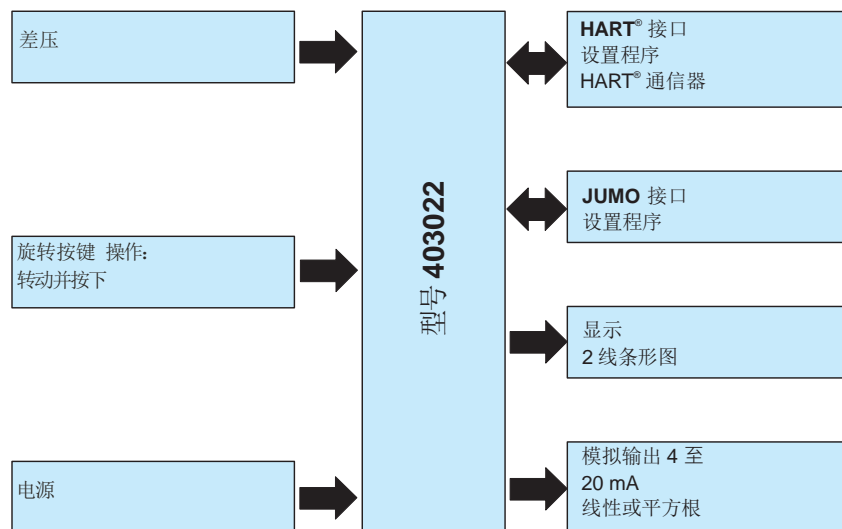 差压
旋转按键 操作:
转动并按下
电源
型号 403022
HART® 接口
设置程序
HART® 通信器
JUMO 接口
设置程序
显示
2 线条形图
模拟输出 4 至
20 mA
线性或平方根